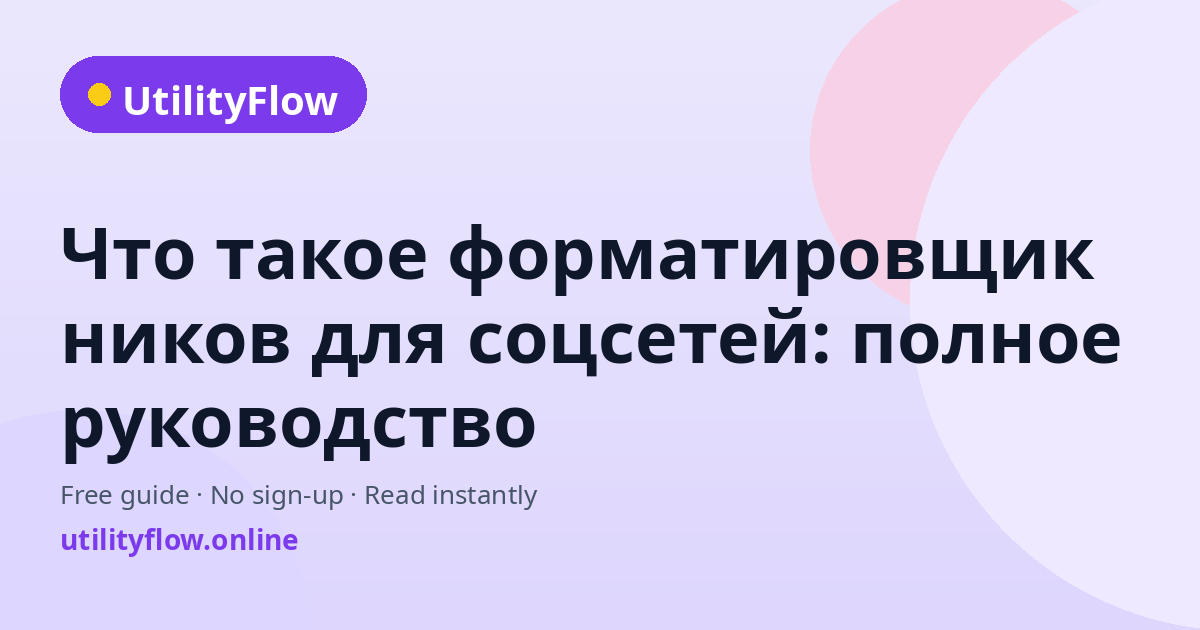 UtilityFlow
Что такое форматировщик
ников для соцсетей: полное
руководство
Free guide · No sign-up · Read instantly
utilityflow.online